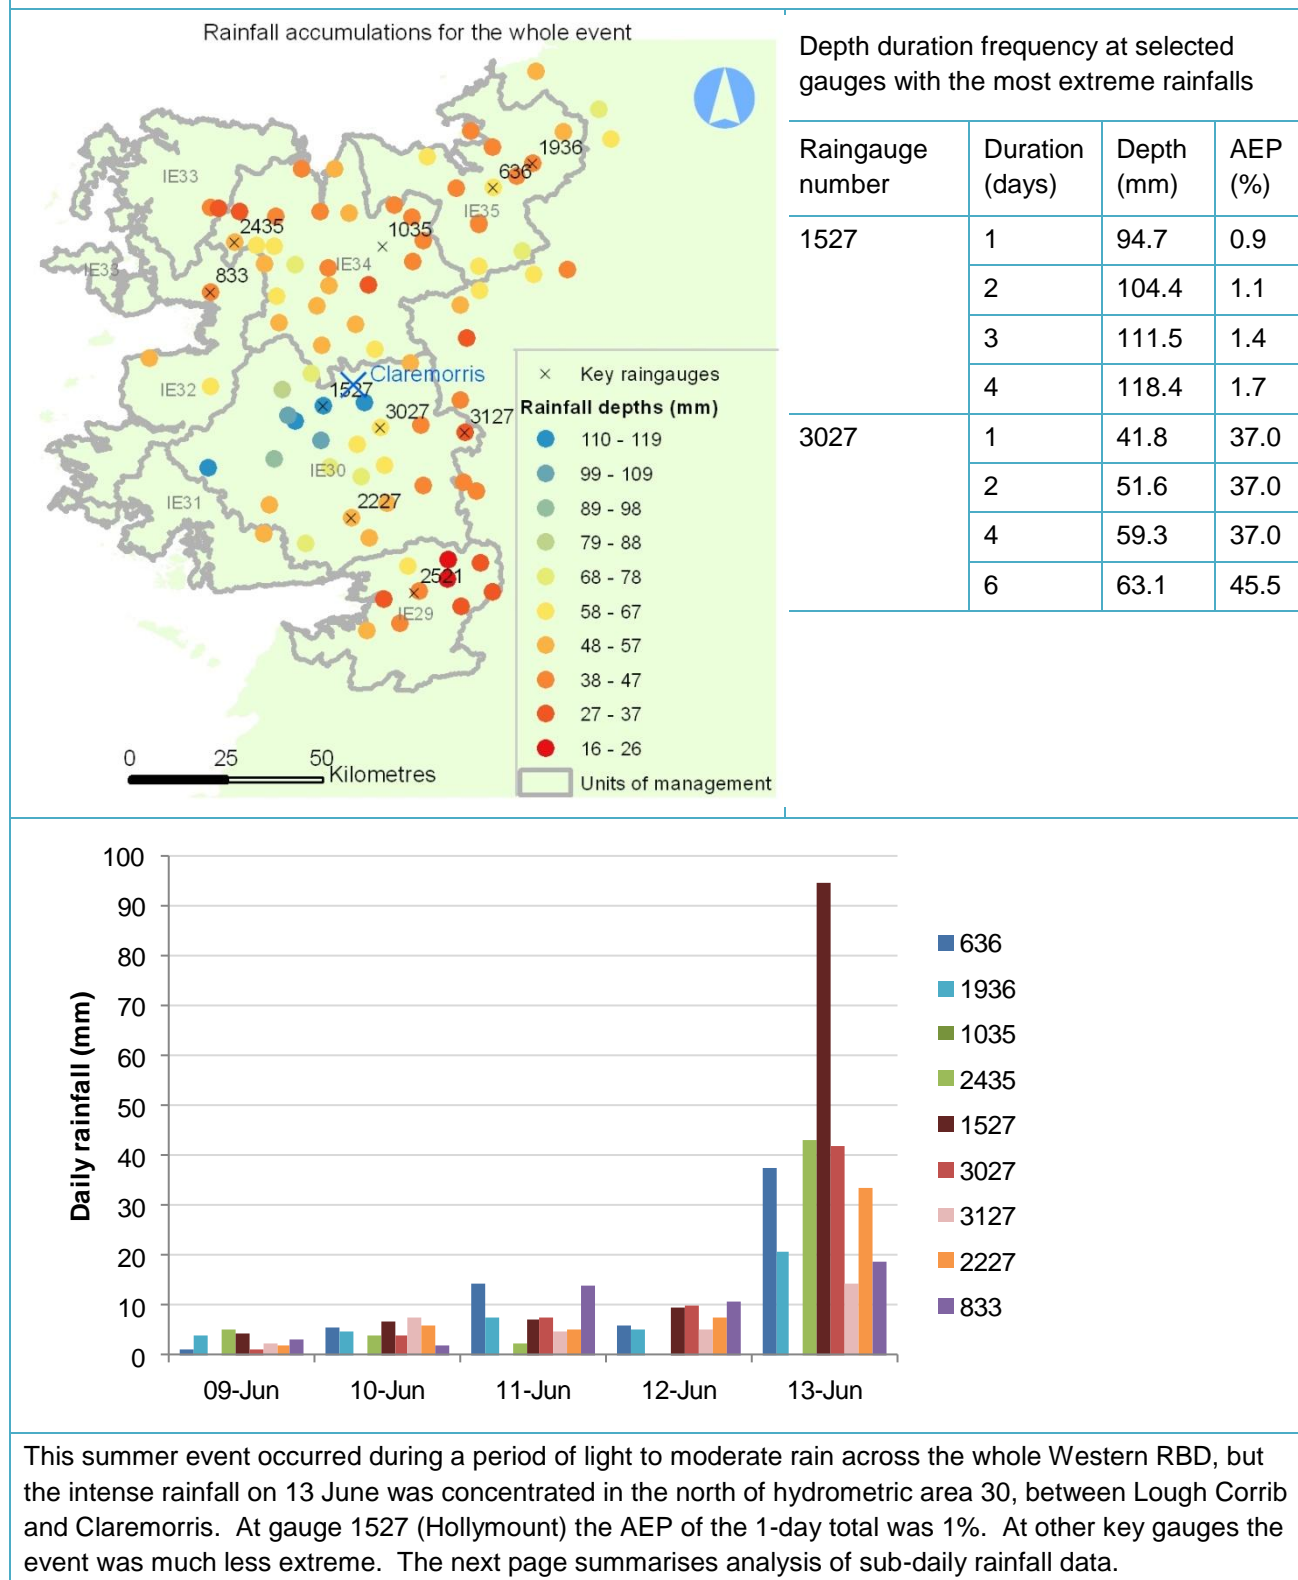 Rainfall accumulations for the whole event
IE33
1936
636
IE35
2435
1035
IE34
IE33
833
IE32
Claremorris
1527
3027
3127
IE30
IE31
2227
2521
IE29
× Key raingauges
Rainfall depths (mm)
110 - 119
99 - 109
89 - 98
79 - 88
68 - 78
58 - 67
48 - 57
38 - 47
27 - 37
16 - 26
Units of management
0 25 50
Kilometres
Depth duration frequency at selected
gauges with the most extreme rainfalls
Raingauge number Duration (days) Depth (mm) AEP (%)
1527 1 94.7 0.9
2 104.4 1.1
3 111.5 1.4
4 118.4 1.7
3027 1 41.8 37.0
2 51.6 37.0
4 59.3 37.0
6 63.1 45.5
100
90
80
70
60
50
40
30
20
10
0
Daily rainfall (mm)
09-Jun 10-Jun 11-Jun 12-Jun 13-Jun
636
1936
1035
2435
1527
3027
3127
2227
833
This summer event occurred during a period of light to moderate rain across the whole Western RBD, but
the intense rainfall on 13 June was concentrated in the north of hydrometric area 30, between Lough Corrib
and Claremorris. At gauge 1527 (Hollymount) the AEP of the 1-day total was 1%. At other key gauges the
event was much less extreme. The next page summarises analysis of sub-daily rainfall data.